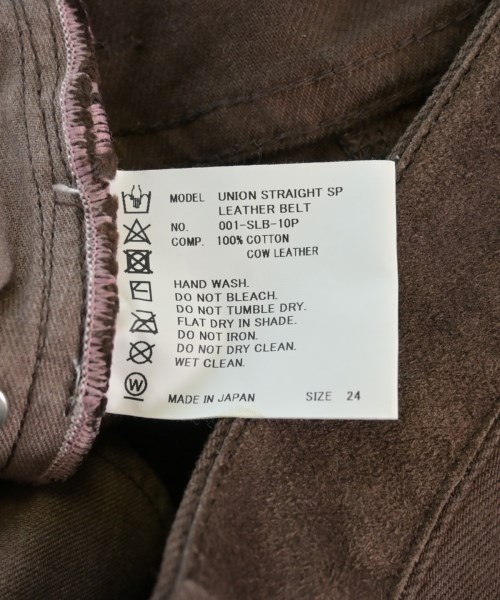 MODEL UNION STRAIGHT SP
LEATHER BELT
NO. 001-SLB-10P
COMP. 100% COTTON
COW LEATHER
HAND WASH.
DO NOT BLEACH.
DO NOT TUMBLE DRY.
FLAT DRY IN SHADE.
DO NOT IRON.
DO NOT DRY CLEAN.
WET CLEAN.
W
MADE IN JAPAN SIZE 24